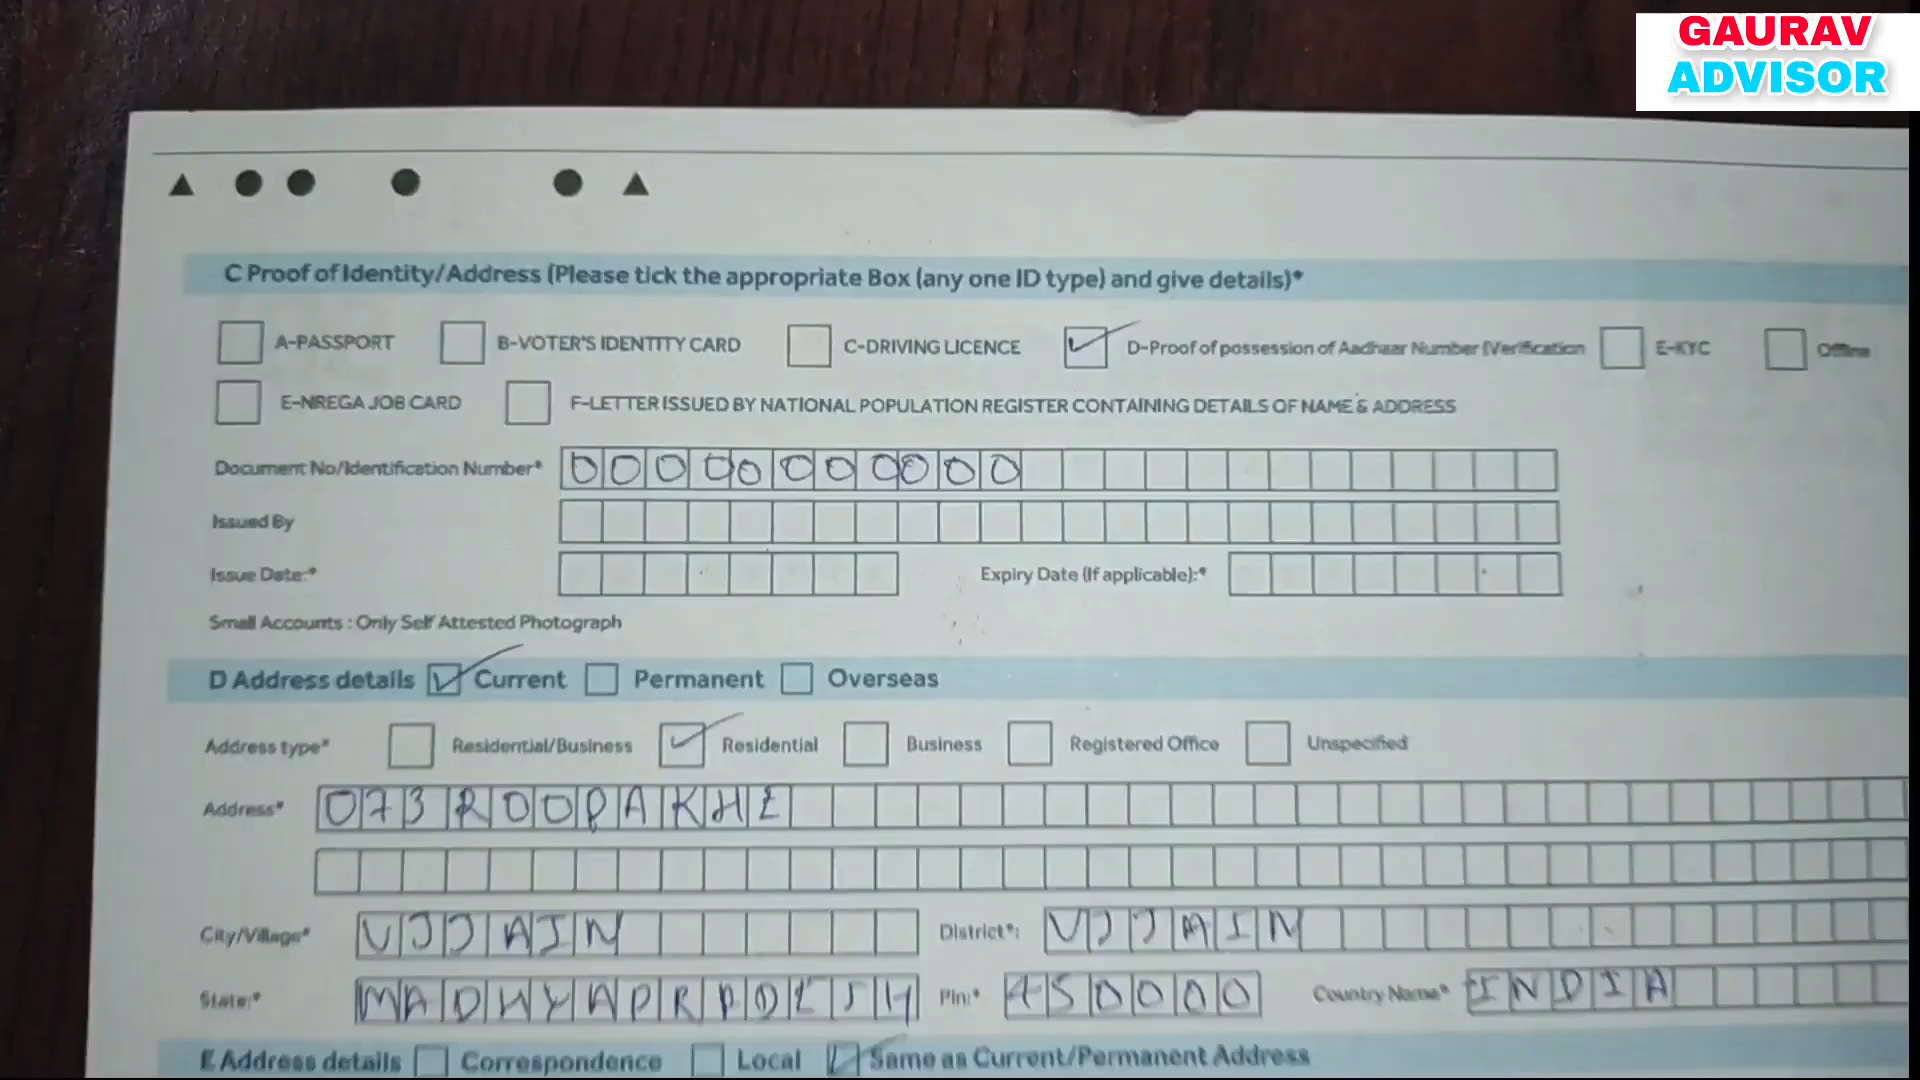 GAURAV
ADVISOR
C Proof of Identity/Address (Please tick the appropriate Box (any one ID type) and give details)*
A-PASSPORT B-VOTER'S IDENTITY CARD C-DRIVING LICENCE D-Proof of possession of Aadhaar Number (Verification E-KYC Offline
E-NREGA JOB CARD F-LETTER ISSUED BY NATIONAL POPULATION REGISTER CONTAINING DETAILS OF NAME & ADDRESS
Document No/Identification Number* 00000000000
Issued By
Issue Date:* Expiry Date (If applicable):*
Small Accounts : Only Self Attested Photograph
D Address details Current Permanent Overseas
Address type* Residential/Business Residential Business Registered Office Unspecified
Address* 073 ROOPAKHE
City/Village* UJJAIN District*: UJJAIN
State:* MADHYAPRDESH Pin:* 450000 Country Name* INDIA
E Address details Correspondence Local Same as Current/Permanent Address